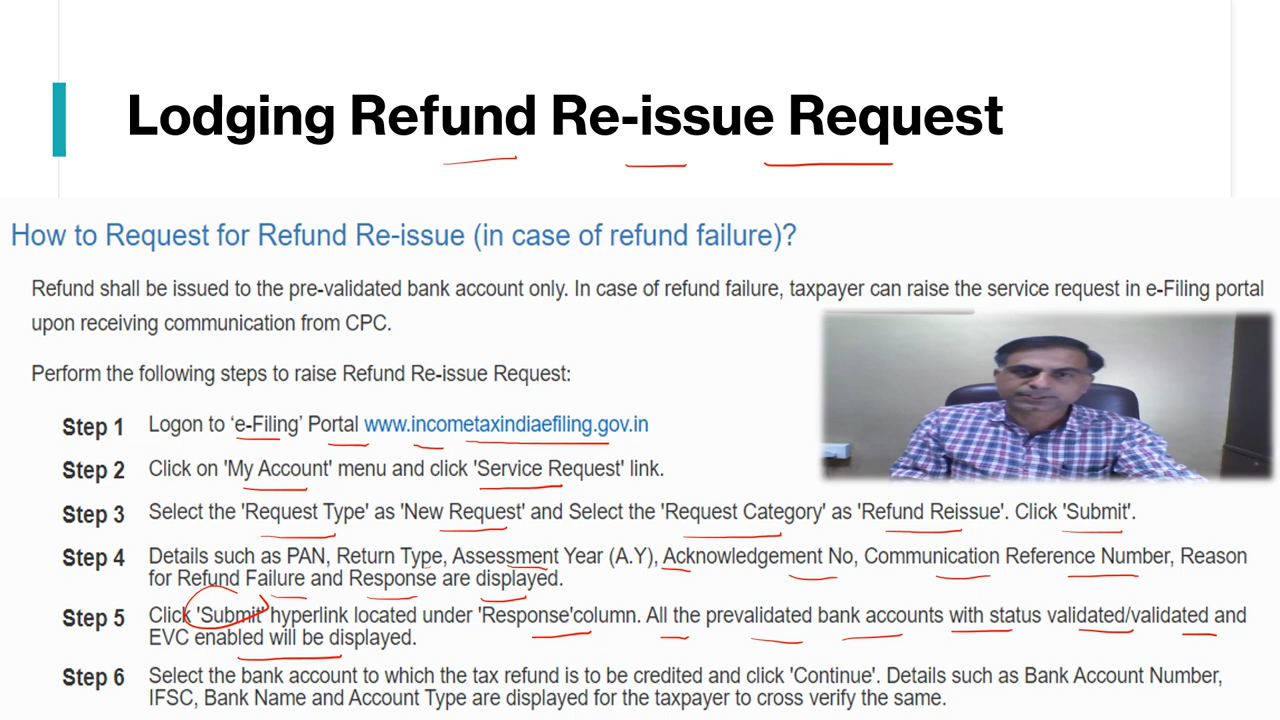 Lodging Refund Re-issue Request
How to Request for Refund Re-issue (in case of refund failure)?
Refund shall be issued to the pre-validated bank account only. In case of refund failure, taxpayer can raise the service request in e-Filing portal
upon receiving communication from CPC.
Perform the following steps to raise Refund Re-issue Request:
Step 1 Logon to ‘e-Filing’ Portal www.incometaxindiaefiling.gov.in
Step 2 Click on 'My Account' menu and click 'Service Request' link.
Step 3 Select the 'Request Type' as 'New Request' and Select the 'Request Category' as 'Refund Reissue'. Click 'Submit'.
Step 4 Details such as PAN, Return Type, Assessment Year (A.Y), Acknowledgement No, Communication Reference Number, Reason
for Refund Failure and Response are displayed.
Step 5 Click 'Submit' hyperlink located under 'Response'column. All the prevalidated bank accounts with status validated/validated and
EVC enabled will be displayed.
Step 6 Select the bank account to which the tax refund is to be credited and click 'Continue'. Details such as Bank Account Number,
IFSC, Bank Name and Account Type are displayed for the taxpayer to cross verify the same.